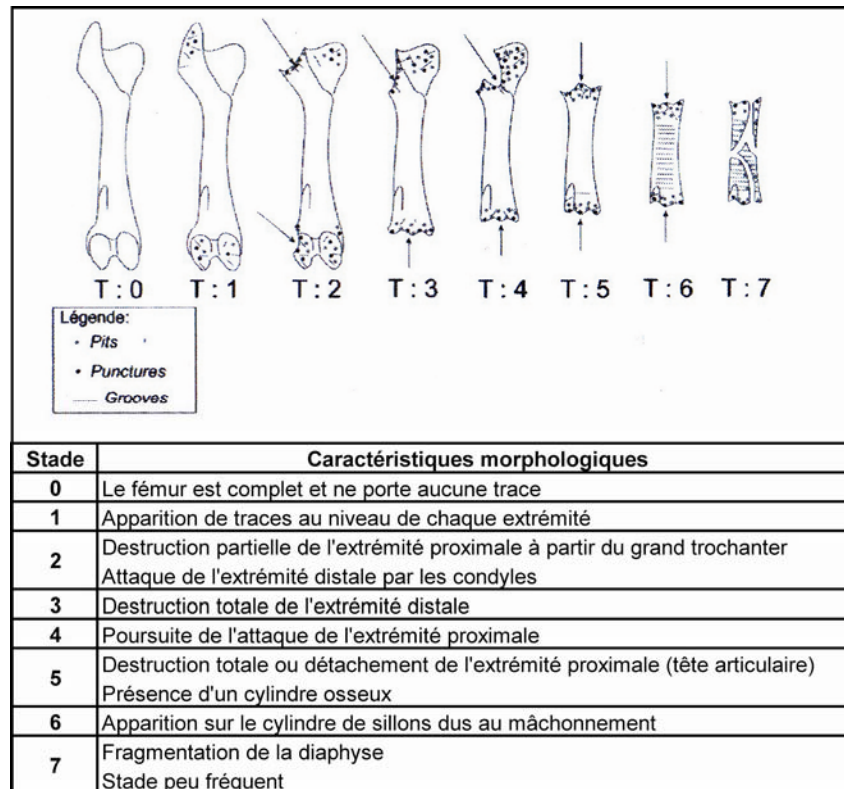 T : 0 T : 1 T : 2 T : 3 T : 4 T : 5 T : 6 T : 7
Légende:
Pits
Punctures
Grooves
Stade Caractéristiques morphologiques
0 Le fémur est complet et ne porte aucune trace
1 Apparition de traces au niveau de chaque extrémité
2 Destruction partielle de l'extrémité proximale à partir du grand trochanter
Attaque de l'extrémité distale par les condyles
3 Destruction totale de l'extrémité distale
4 Poursuite de l'attaque de l'extrémité proximale
5 Destruction totale ou détachement de l'extrémité proximale (tête articulaire)
Présence d'un cylindre osseux
6 Apparition sur le cylindre de sillons dus au mâchonnement
7 Fragmentation de la diaphyse
Stade peu fréquent